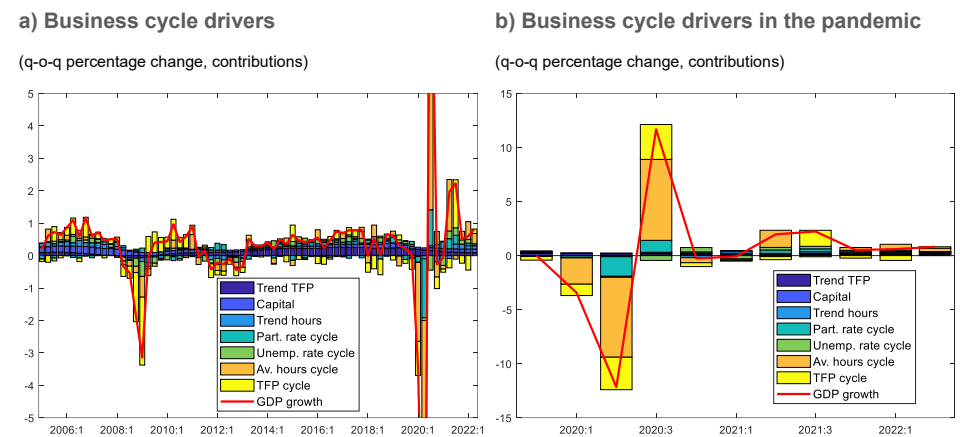 a) Business cycle drivers
(q-o-q percentage change, contributions)
5
4
3
2
1
0
-1
-2
-3
-4
-5
Trend TFP
Capital
Trend hours
Part. rate cycle
Unemp. rate cycle
Av. hours cycle
TFP cycle
GDP growth
2006:1 2008:1 2010:1 2012:1 2014:1 2016:1 2018:1 2020:1 2022:1
b) Business cycle drivers in the pandemic
(q-o-q percentage change, contributions)
15
10
5
0
-5
-10
-15
Trend TFP
Capital
Trend hours
Part. rate cycle
Unemp. rate cycle
Av. hours cycle
TFP cycle
GDP growth
2020:1 2020:3 2021:1 2021:3 2022:1